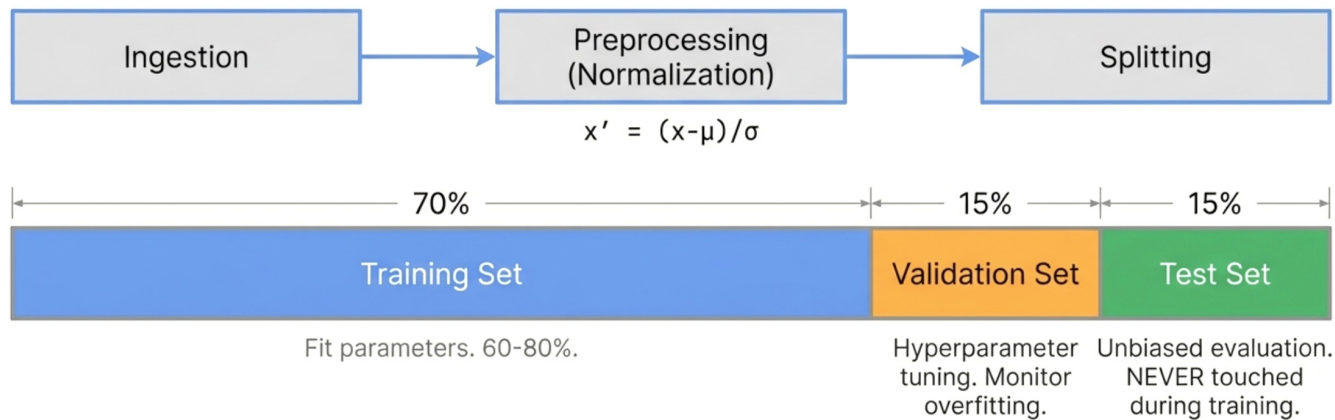 Ingestion
Preprocessing
(Normalization)
Splitting
x′ = (x-μ)/σ
70%
15%
15%
Training Set
Validation Set
Test Set
Fit parameters. 60-80%.
Hyperparameter
tuning. Monitor
overfitting.
Unbiased evaluation.
NEVER touched
during training.